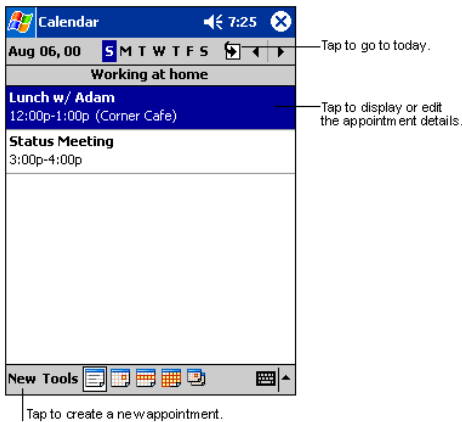 Calendar 7:25
Aug 06, 00 S M T W T F S
Tap to go to today.
Working at home
Lunch w/ Adam
12:00p-1:00p (Corner Cafe)
Tap to display or edit
the appointment details.
Status Meeting
3:00p-4:00p
New Tools
Tap to create a new appointment.